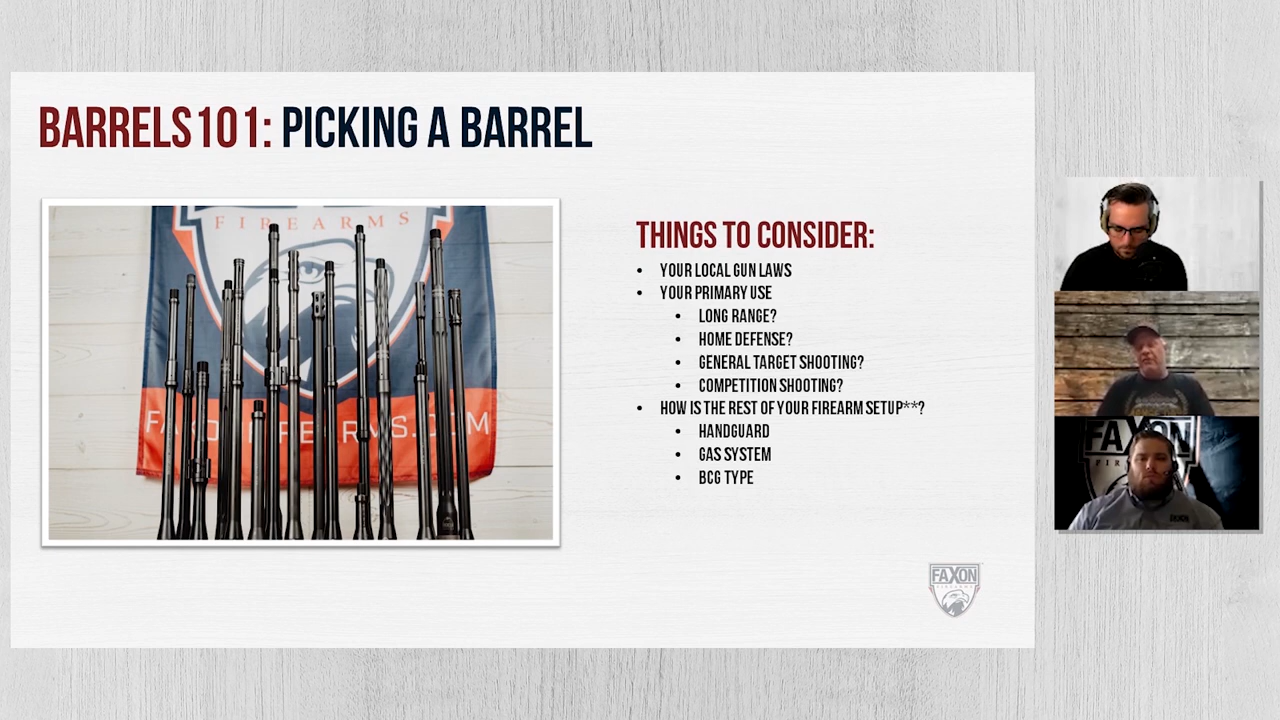 BARRELS101: PICKING A BARREL
FIREARMS
FAXONFIREARMS.COM
THINGS TO CONSIDER:
• YOUR LOCAL GUN LAWS
• YOUR PRIMARY USE
• LONG RANGE?
• HOME DEFENSE?
• GENERAL TARGET SHOOTING?
• COMPETITION SHOOTING?
• HOW IS THE REST OF YOUR FIREARM SETUP**?
• HANDGUARD
• GAS SYSTEM
• BCG TYPE
FAXON
FIREARMS
FAXON